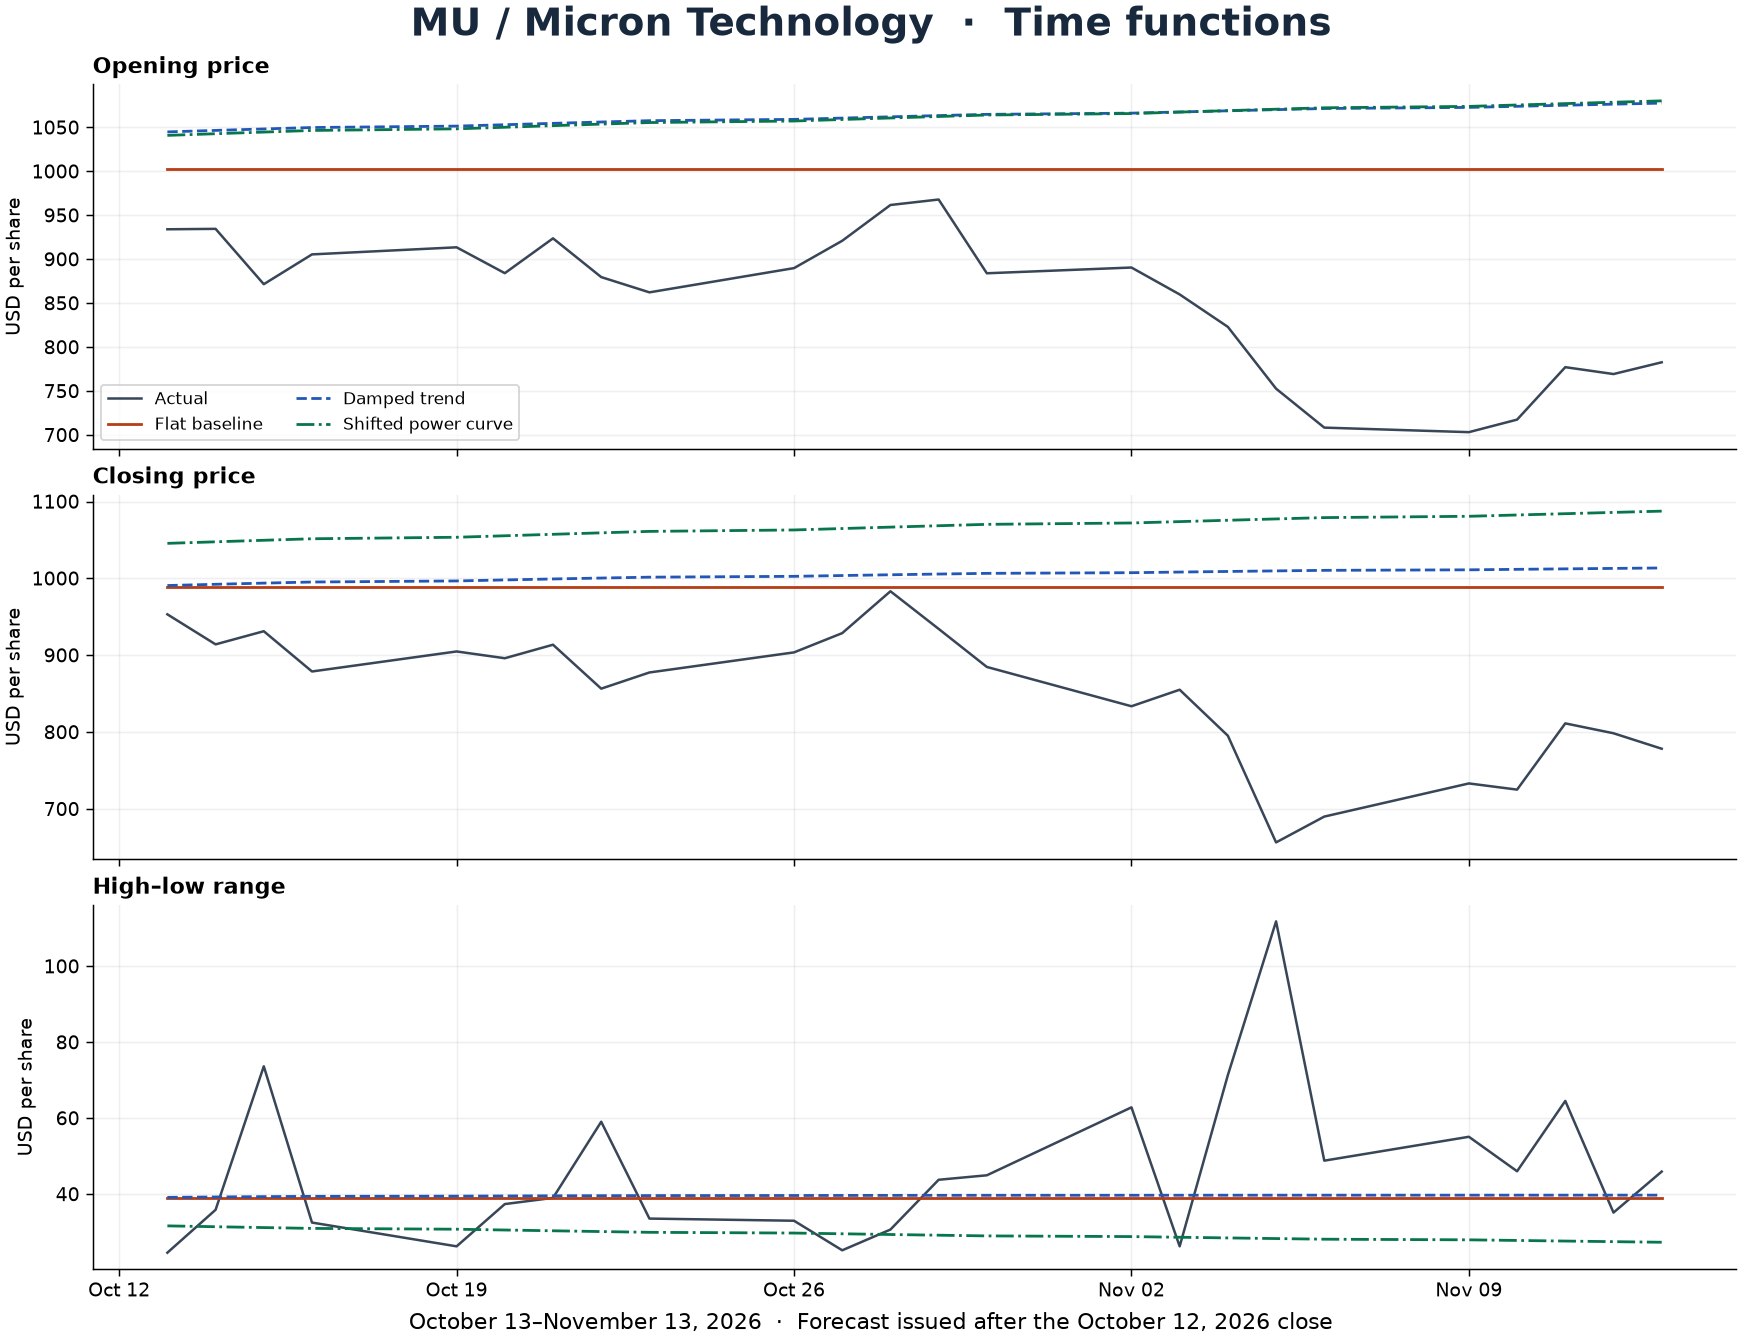 MU / Micron Technology · Time functions
Opening price
USD per share
1050
1000
950
900
850
800
750
700
Actual
Flat baseline
Damped trend
Shifted power curve
Closing price
USD per share
1100
1000
900
800
700
High–low range
USD per share
100
80
60
40
Oct 12 Oct 19 Oct 26 Nov 02 Nov 09
October 13–November 13, 2026 · Forecast issued after the October 12, 2026 close